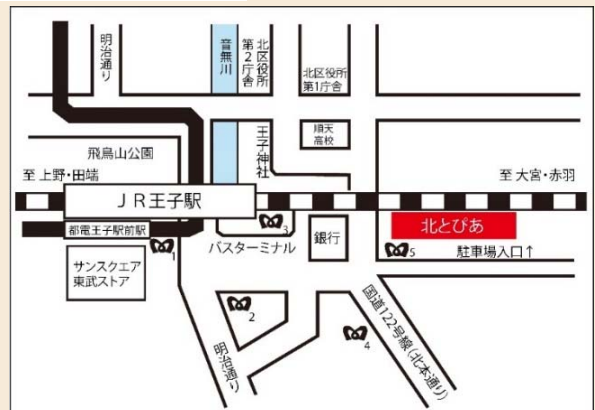 明治通り
音無川
北区役所
第2庁舎
北区役所
第1庁舎
飛鳥山公園
王子神社
順天
高校
至 上野・田端
JR王子駅
至 大宮・赤羽
都電王子駅前駅
3
バスターミナル
銀行
北とぴあ
1
5
駐車場入口↑
サンスクエア
東武ストア
2
明治通り
4
国道122号線(北本通り)